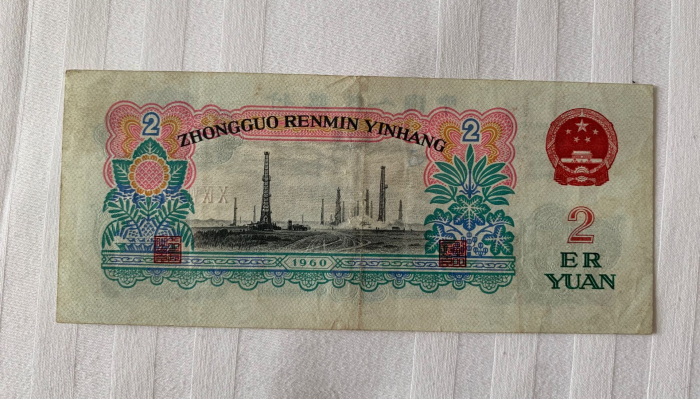 ZHONGGUO RENMIN YINHANG
2
2
1960
2
ER
YUAN